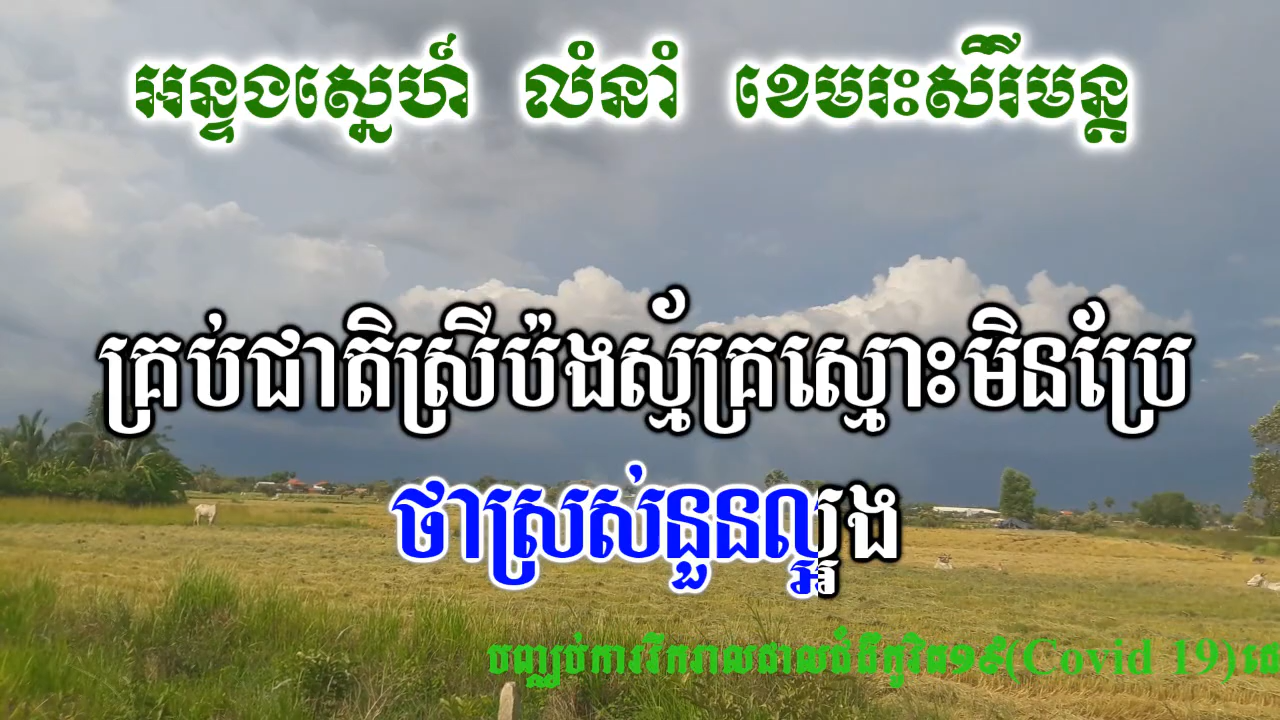 អន្ទងស្នេហ៍ លំនាំ ខេមរះសិរីមន្ត
គ្រប់ជាតិស្រីប៉ងស្ម័គ្រស្មោះមិនប្រែ
ថាស្រស់នួនល្អង
បញ្ឈប់ការរីករាលដាលជំងឺកូវិត១៩(Covid 19)